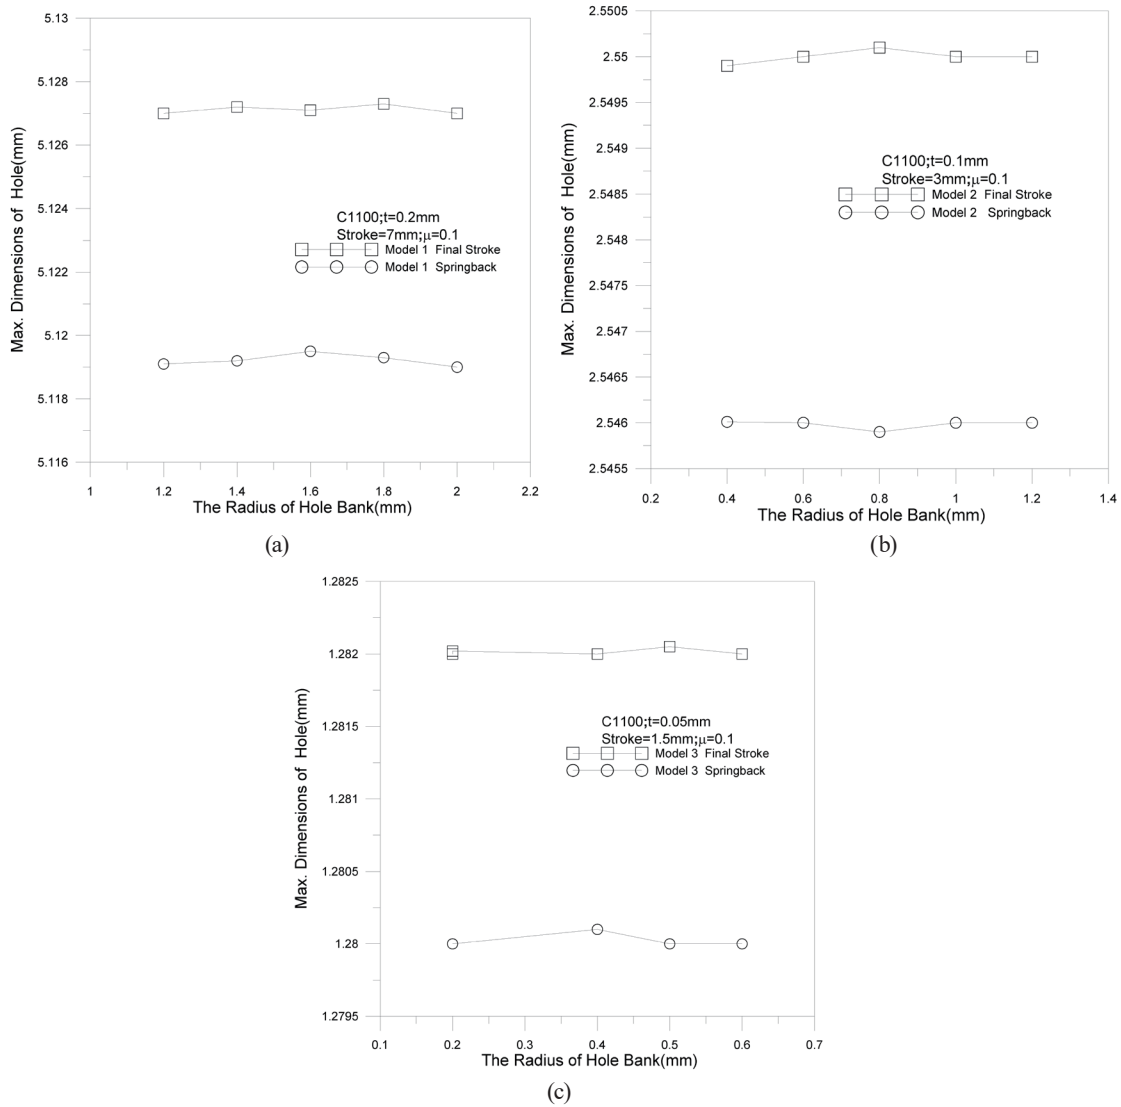 5.13
5.128
5.126
5.124
5.122
5.12
5.118
5.116
Max. Dimensions of Hole(mm)
C1100;t=0.2mm
Stroke=7mm;μ=0.1
Model 1 Final Stroke
Model 1 Springback
1 1.2 1.4 1.6 1.8 2 2.2
The Radius of Hole Bank(mm)
(a)
2.5505
2.55
2.5495
2.549
2.5485
2.548
2.5475
2.547
2.5465
2.546
2.5455
Max. Dimensions of Hole(mm)
C1100;t=0.1mm
Stroke=3mm;μ=0.1
Model 2 Final Stroke
Model 2 Springback
0.2 0.4 0.6 0.8 1 1.2 1.4
The Radius of Hole Bank(mm)
(b)
1.2825
1.282
1.2815
1.281
1.2805
1.28
1.2795
Max. Dimensions of Hole(mm)
C1100;t=0.05mm
Stroke=1.5mm;μ=0.1
Model 3 Final Stroke
Model 3 Springback
0.1 0.2 0.3 0.4 0.5 0.6 0.7
The Radius of Hole Bank(mm)
(c)